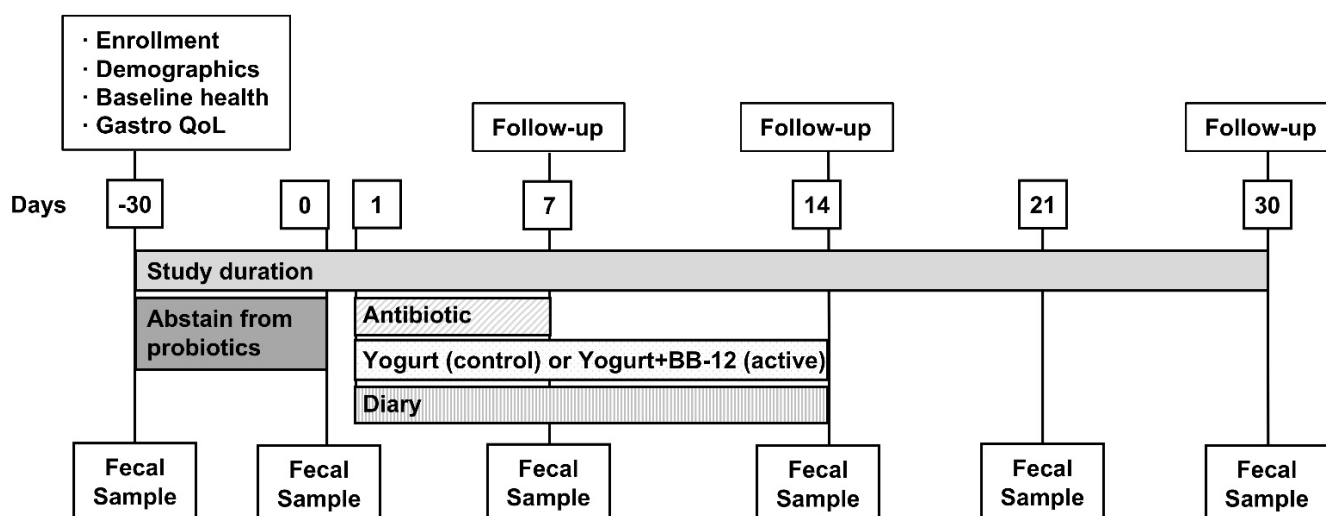 · Enrollment
· Demographics
· Baseline health
· Gastro QoL
Follow-up
Follow-up
Follow-up
Days
-30
0
1
7
14
21
30
Study duration
Abstain from
probiotics
Antibiotic
Yogurt (control) or Yogurt+BB-12 (active)
Diary
Fecal
Sample
Fecal
Sample
Fecal
Sample
Fecal
Sample
Fecal
Sample
Fecal
Sample